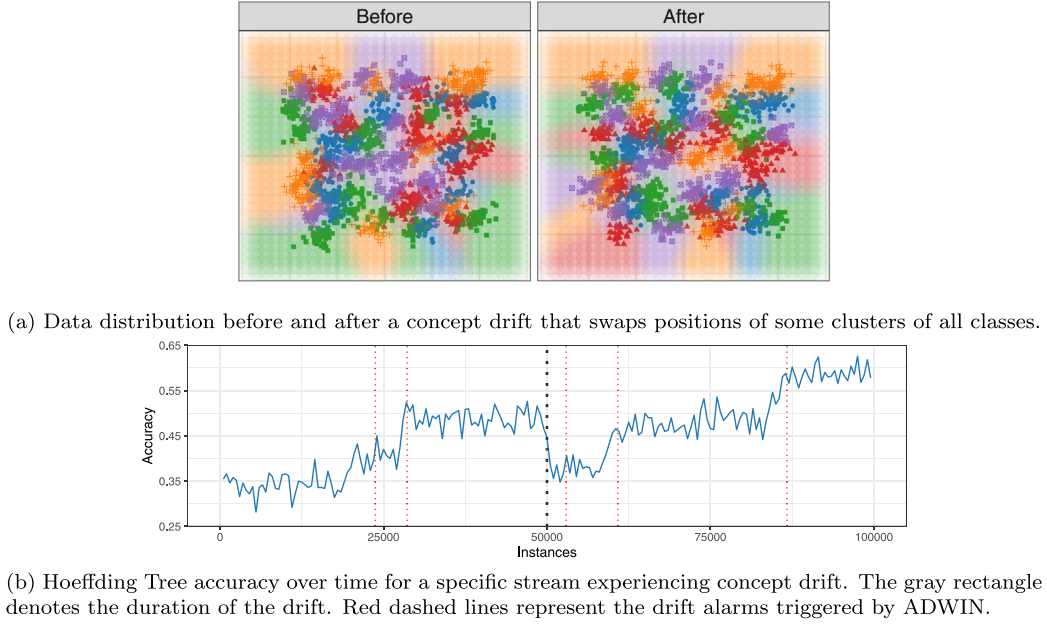 Before
After
(a) Data distribution before and after a concept drift that swaps positions of some clusters of all classes.
0.65
0.55
0.45
0.35
0.25
Accuracy
0
25000
50000
75000
100000
Instances
(b) Hoeffding Tree accuracy over time for a specific stream experiencing concept drift. The gray rectangle
denotes the duration of the drift. Red dashed lines represent the drift alarms triggered by ADWIN.